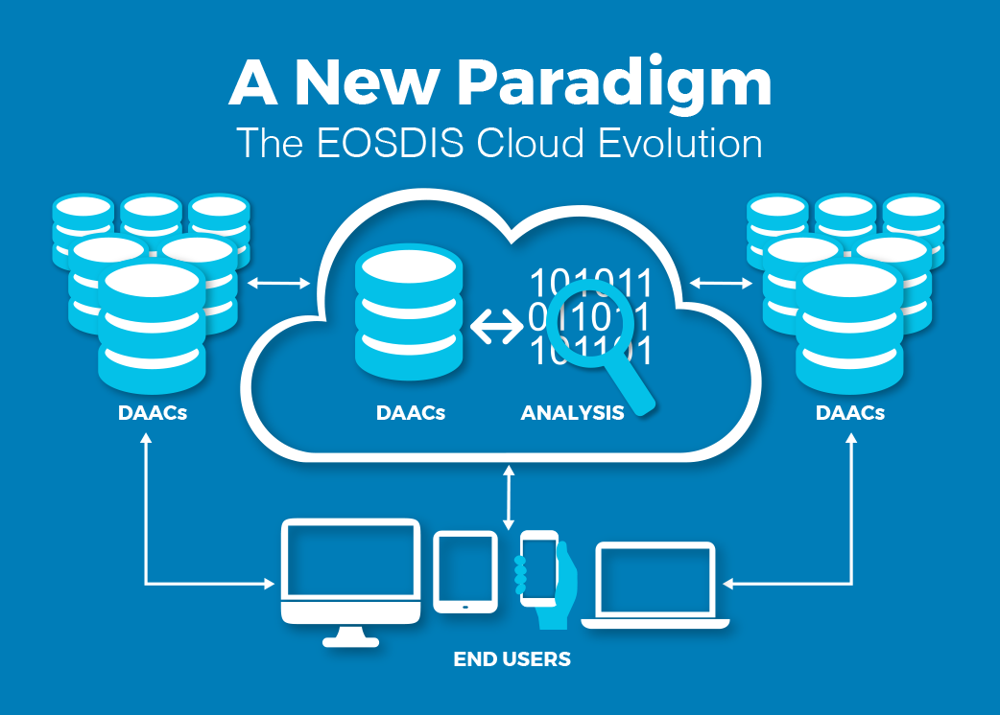 A New Paradigm
The EOSDIS Cloud Evolution
101011
011011
101101
DAACs
DAACs
ANALYSIS
DAACs
END USERS